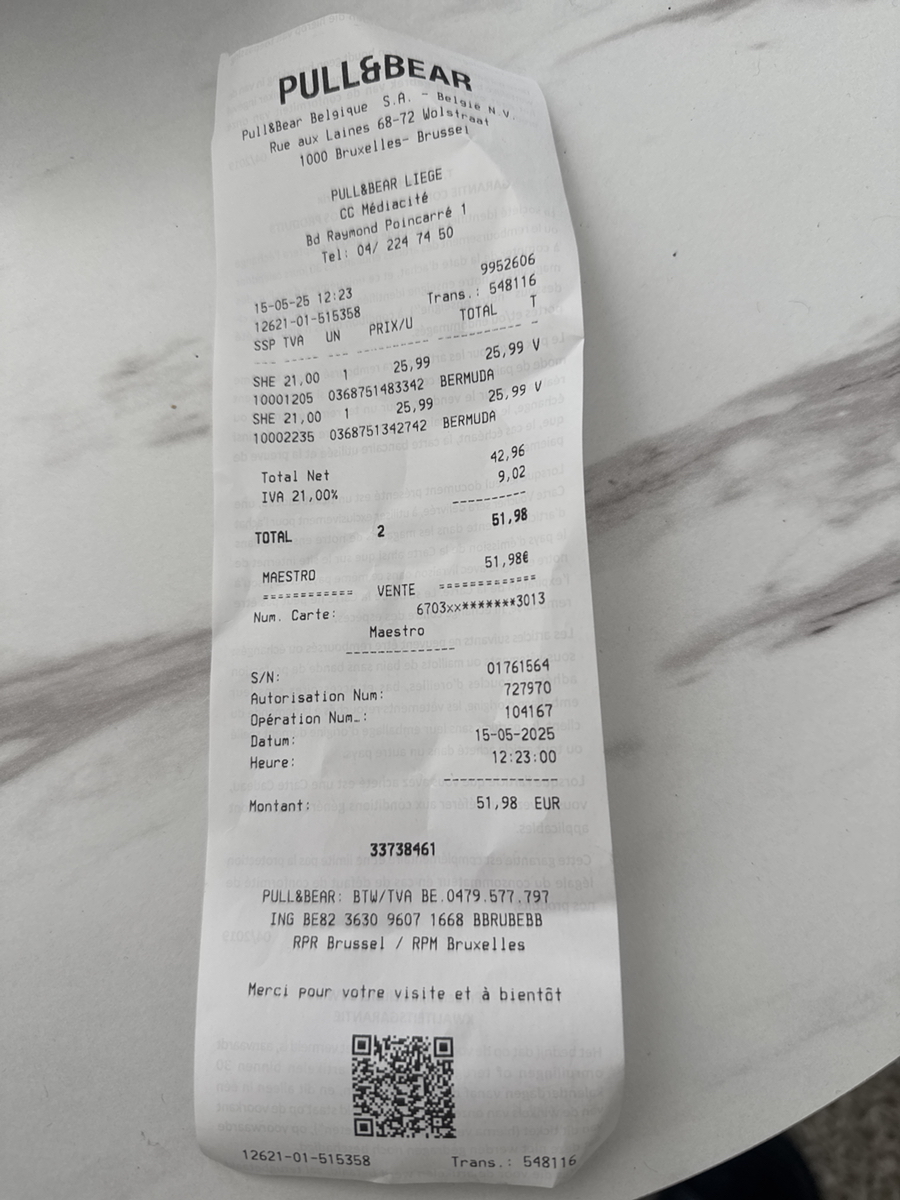 PULL&BEAR
Pull&Bear Belgique S.A. - Belgie N.V.
Rue aux Laines 68-72 Wolstraat
1000 Bruxelles- Brussel
PULL&BEAR LIEGE
CC Médiacité
Bd Raymond Poincarré 1
Tel: 04/ 224 74 50
9952606
15-05-25 12:23
Trans.: 548116
12621-01-515358
SSP TVA UN PRIX/U TOTAL T
SHE 21,00 1 25,99 25,99 V
10001205 0368751483342 BERMUDA
SHE 21,00 1 25,99 25,99 V
10002235 0368751342742 BERMUDA
Total Net 42,96
IVA 21,00% 9,02
TOTAL 2 51,98
MAESTRO 51,98€
============ VENTE =============
Num. Carte: 6703xx*******3013
Maestro
S/N: 01761564
Autorisation Num: 727970
Opération Num_: 104167
Datum: 15-05-2025
Heure: 12:23:00
Montant: 51,98 EUR
33738461
PULL&BEAR: BTW/TVA BE.0479.577.797
ING BE82 3630 9607 1668 BBRUBEBB
RPR Brussel / RPM Bruxelles
Merci pour votre visite et à bientôt
12621-01-515358 Trans.: 548116